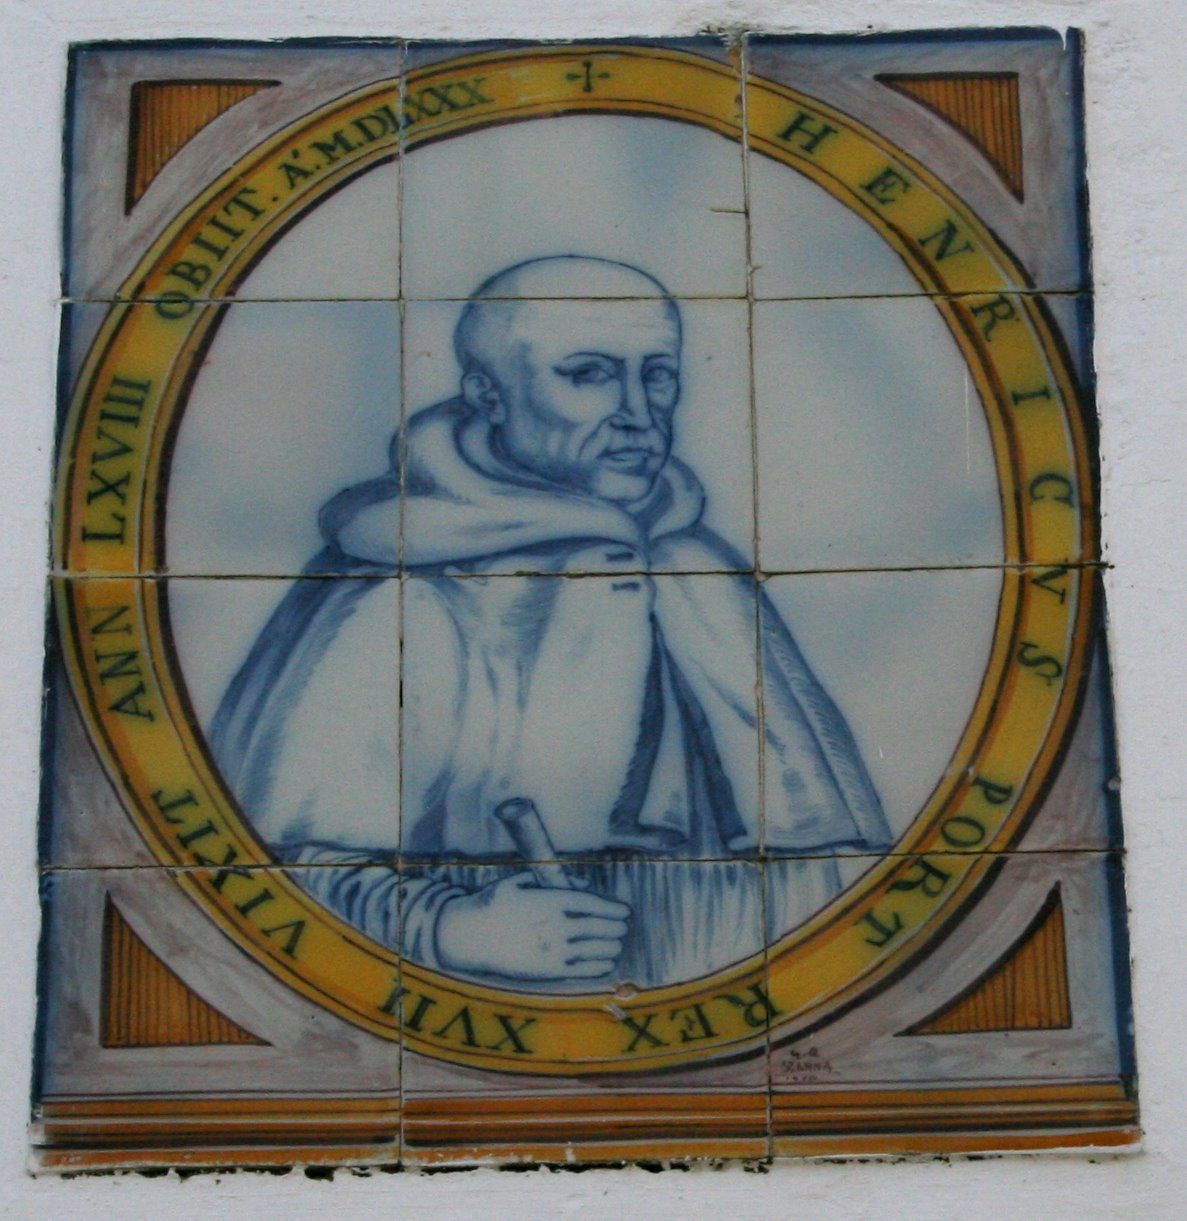 + HENRICVS PORT REX XVII VIXIT ANN LXVIII OBIIT. A. M.DLXXX